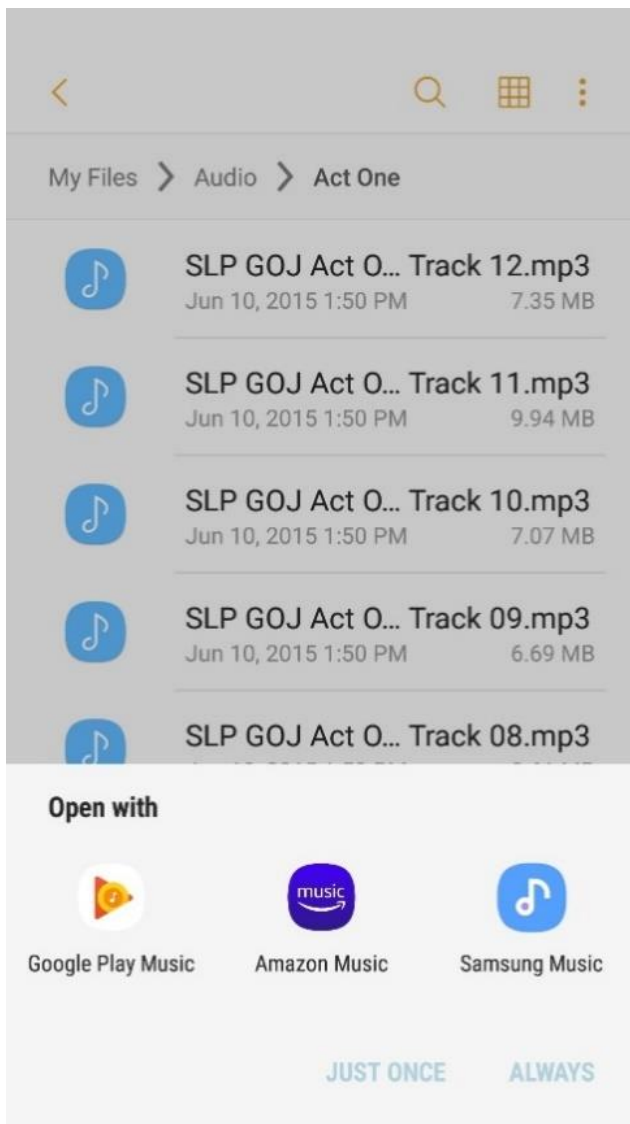 My Files > Audio > Act One
SLP GOJ Act O... Track 12.mp3
Jun 10, 2015 1:50 PM 7.35 MB
SLP GOJ Act O... Track 11.mp3
Jun 10, 2015 1:50 PM 9.94 MB
SLP GOJ Act O... Track 10.mp3
Jun 10, 2015 1:50 PM 7.07 MB
SLP GOJ Act O... Track 09.mp3
Jun 10, 2015 1:50 PM 6.69 MB
SLP GOJ Act O... Track 08.mp3
Open with
music
Google Play Music Amazon Music Samsung Music
JUST ONCE ALWAYS